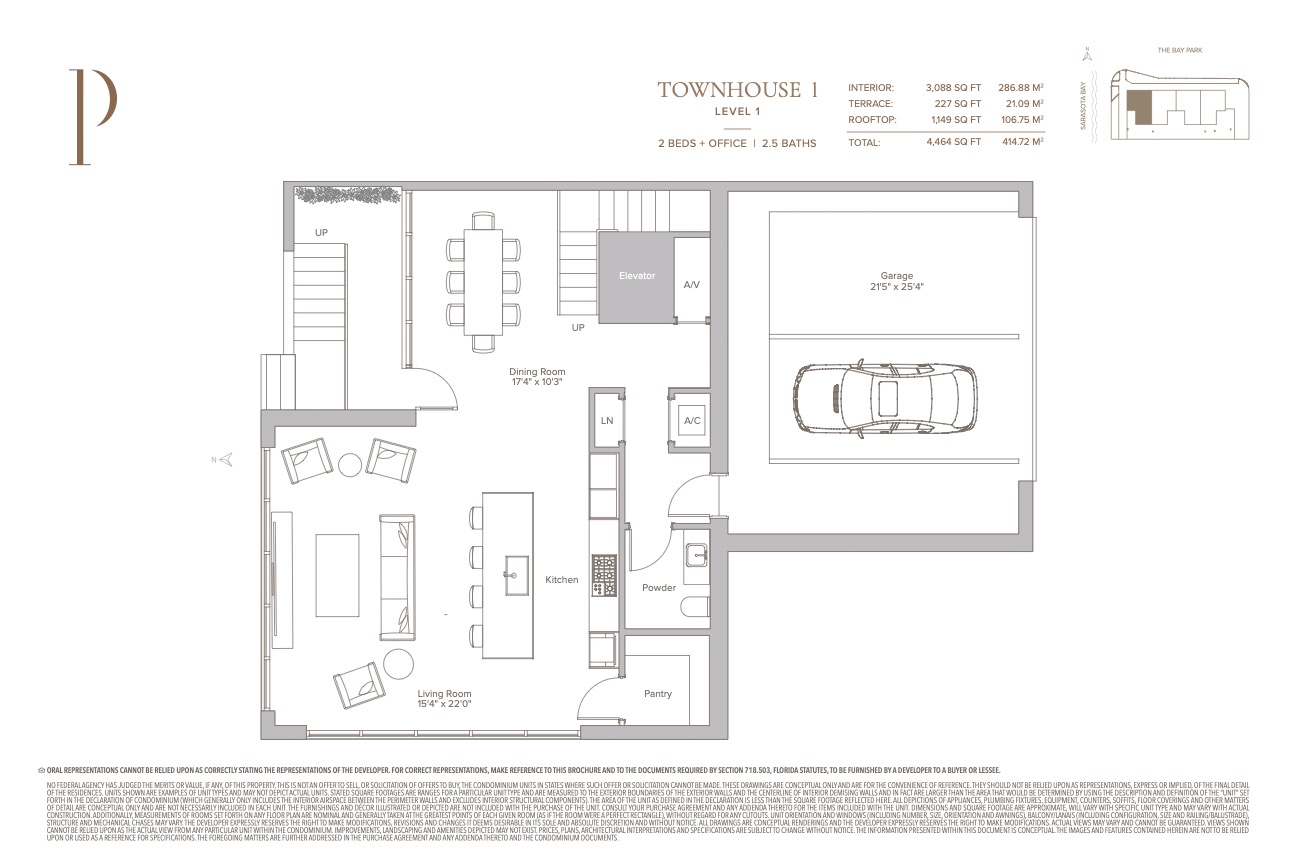 P
TOWNHOUSE 1
LEVEL 1
2 BEDS + OFFICE | 2.5 BATHS
INTERIOR: 3,088 SQ FT 286.88 M²
TERRACE: 227 SQ FT 21.09 M²
ROOFTOP: 1,149 SQ FT 106.75 M²
TOTAL: 4,464 SQ FT 414.72 M²
N
THE BAY PARK
SARASOTA BAY
UP
Elevator
A/V
UP
Garage
21'5" x 25'4"
Dining Room
17'4" x 10'3"
LN
A/C
N
Kitchen
Powder
Living Room
15'4" x 22'0"
Pantry
ORAL REPRESENTATIONS CANNOT BE RELIED UPON AS CORRECTLY STATING THE REPRESENTATIONS OF THE DEVELOPER. FOR CORRECT REPRESENTATIONS, MAKE REFERENCE TO THIS BROCHURE AND TO THE DOCUMENTS REQUIRED BY SECTION 718.503, FLORIDA STATUTES, TO BE FURNISHED BY A DEVELOPER TO A BUYER OR LESSEE.
NO FEDERAL AGENCY HAS JUDGED THE MERITS OR VALUE, IF ANY, OF THIS PROPERTY. THIS IS NOT AN OFFER TO SELL, OR SOLICITATION OF OFFERS TO BUY, THE CONDOMINIUM UNITS IN STATES WHERE SUCH OFFER OR SOLICITATION CANNOT BE MADE. THESE DRAWINGS ARE CONCEPTUAL ONLY AND ARE FOR THE CONVENIENCE OF REFERENCE. THEY SHOULD NOT BE RELIED UPON AS REPRESENTATIONS, EXPRESS OR IMPLIED, OF THE FINAL DETAIL
OF THE RESIDENCES. UNITS SHOWN ARE EXAMPLES OF UNIT TYPES AND MAY NOT DEPICT ACTUAL UNITS. STATED SQUARE FOOTAGES ARE RANGES FOR A PARTICULAR UNIT TYPE AND ARE MEASURED TO THE EXTERIOR BOUNDARIES OF THE EXTERIOR WALLS AND THE CENTERLINE OF INTERIOR DEMISING WALLS AND ARE LARGER THAN THE AREA THAT WOULD BE DETERMINED BY USING THE DESCRIPTION AND DEFINITION OF THE "UNIT" SET
FORTH IN THE DECLARATION OF CONDOMINIUM (WHICH GENERALLY ONLY INCLUDES THE INTERIOR AIRSPACE BETWEEN THE PERIMETER WALLS AND EXCLUDES INTERIOR STRUCTURAL COMPONENTS). THE AREA OF THE UNIT AS DEFINED IN THE DECLARATION IS LESS THAN THE SQUARE FOOTAGE REFLECTED HERE. ALL DEPICTIONS OF APPLIANCES, PLUMBING FIXTURES, EQUIPMENT, COUNTERS, SOFFITS, FLOOR COVERINGS AND OTHER MATTERS
OF DETAIL ARE CONCEPTUAL ONLY AND ARE NOT NECESSARILY INCLUDED IN EACH UNIT. THE FURNISHINGS AND DÉCOR ILLUSTRATED OR DEPICTED ARE NOT INCLUDED WITH THE PURCHASE OF THE UNIT. CONSULT YOUR PURCHASE AGREEMENT AND ANY ADDENDA THERETO FOR THE ITEMS INCLUDED WITH THE UNIT. DIMENSIONS AND SQUARE FOOTAGE ARE APPROXIMATE, WILL VARY WITH SPECIFIC UNIT TYPE AND MAY VARY WITH ACTUAL
CONSTRUCTION. ADDITIONALLY, MEASUREMENTS OF ROOMS SET FORTH ON ANY FLOOR PLAN ARE NOMINAL AND GENERALLY TAKEN AT THE GREATEST POINTS OF EACH GIVEN ROOM (AS IF THE ROOM WERE A PERFECT RECTANGLE), WITHOUT REGARD FOR ANY CUTOUTS. UNIT ORIENTATION AND WINDOWS (INCLUDING NUMBER, SIZE, ORIENTATION AND AWNINGS), BALCONY/LANAIS (INCLUDING CONFIGURATION, SIZE AND RAILING/BALUSTRADE),
STRUCTURE AND MECHANICAL CHASES MAY VARY. THE DEVELOPER EXPRESSLY RESERVES THE RIGHT TO MAKE MODIFICATIONS, REVISIONS AND CHANGES IT DEEMS DESIRABLE IN ITS SOLE AND ABSOLUTE DISCRETION AND WITHOUT NOTICE. ALL DRAWINGS ARE CONCEPTUAL RENDERINGS AND THE DEVELOPER EXPRESSLY RESERVES THE RIGHT TO MAKE MODIFICATIONS. ACTUAL VIEWS MAY VARY AND CANNOT BE GUARANTEED. VIEWS SHOWN
CANNOT BE RELIED UPON AS THE ACTUAL VIEW FROM ANY PARTICULAR UNIT WITHIN THE CONDOMINIUM. IMPROVEMENTS, LANDSCAPING AND AMENITIES DEPICTED MAY NOT EXIST. PRICES, PLANS, ARCHITECTURAL INTERPRETATIONS AND SPECIFICATIONS ARE SUBJECT TO CHANGE WITHOUT NOTICE. THE INFORMATION PRESENTED WITHIN THIS DOCUMENT IS CONCEPTUAL. THE IMAGES AND FEATURES CONTAINED HEREIN ARE NOT TO BE RELIED
UPON OR USED AS A REFERENCE FOR SPECIFICATIONS. THE FOREGOING MATTERS ARE FURTHER ADDRESSED IN THE PURCHASE AGREEMENT AND ANY ADDENDA THERETO AND THE CONDOMINIUM DOCUMENTS.